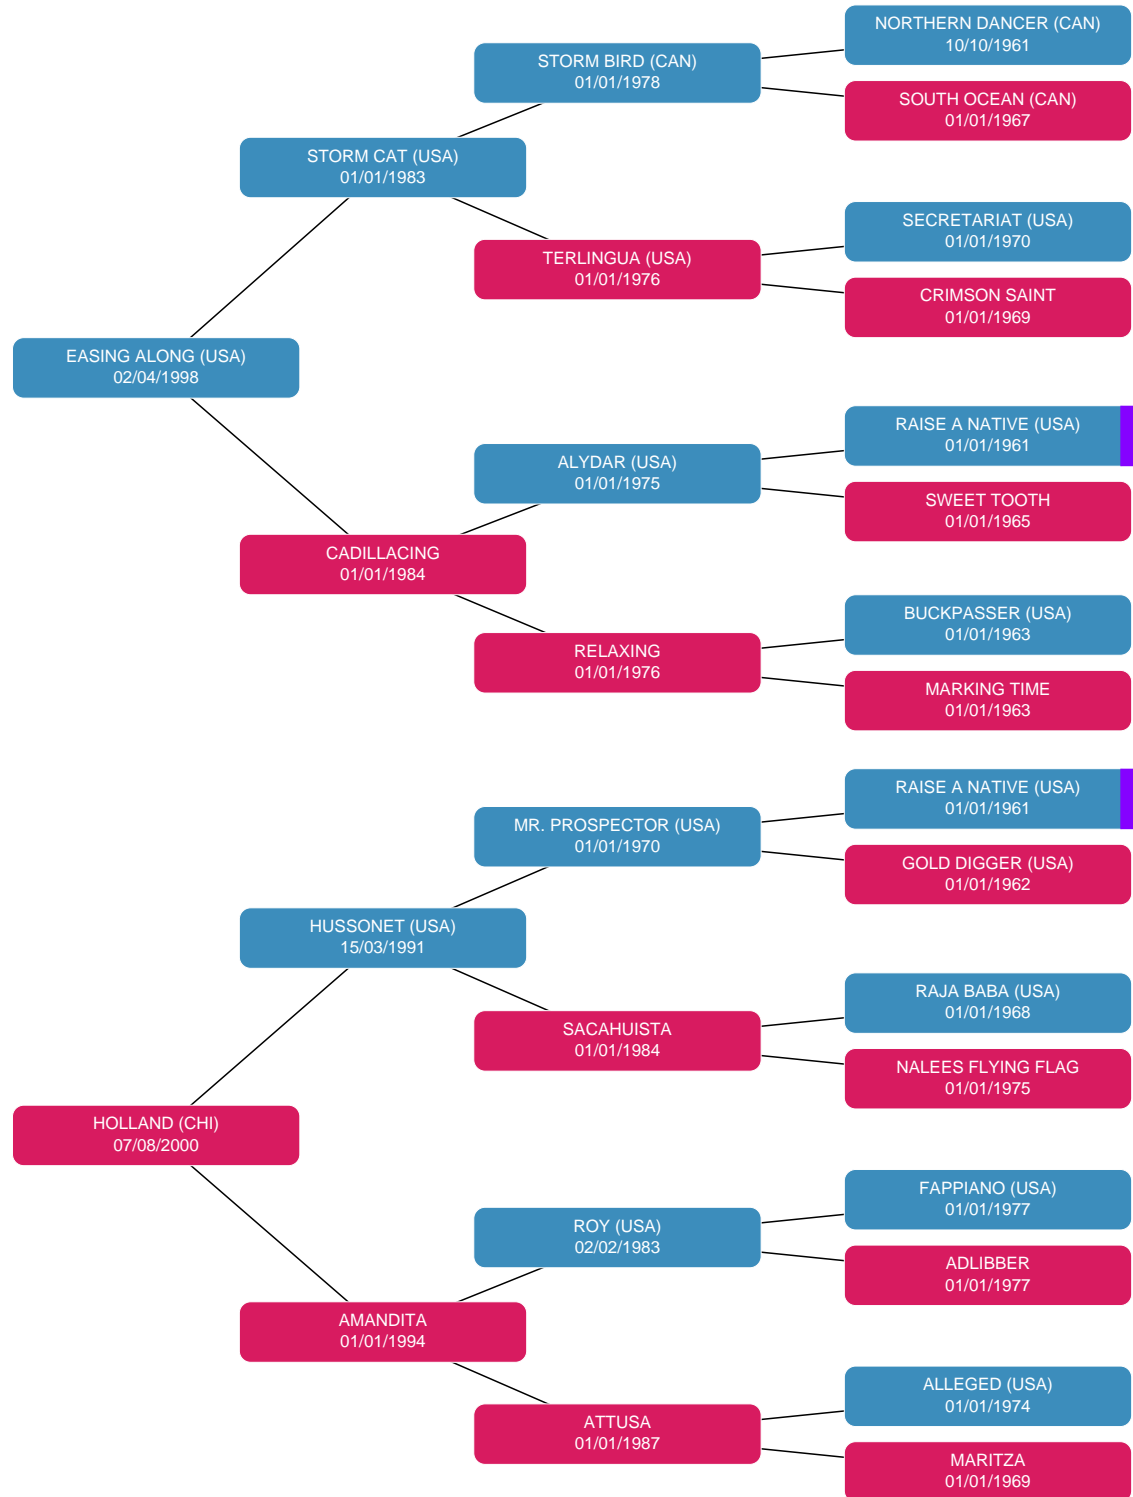 NORTHERN DANCER (CAN)
10/10/1961
STORM BIRD (CAN)
01/01/1978
SOUTH OCEAN (CAN)
01/01/1967
STORM CAT (USA)
01/01/1983
SECRETARIAT (USA)
01/01/1970
TERLINGUA (USA)
01/01/1976
CRIMSON SAINT
01/01/1969
EASING ALONG (USA)
02/04/1998
RAISE A NATIVE (USA)
01/01/1961
ALYDAR (USA)
01/01/1975
SWEET TOOTH
01/01/1965
CADILLACING
01/01/1984
BUCKPASSER (USA)
01/01/1963
RELAXING
01/01/1976
MARKING TIME
01/01/1963
RAISE A NATIVE (USA)
01/01/1961
MR. PROSPECTOR (USA)
01/01/1970
GOLD DIGGER (USA)
01/01/1962
HUSSONET (USA)
15/03/1991
RAJA BABA (USA)
01/01/1968
SACAHUISTA
01/01/1984
NALEES FLYING FLAG
01/01/1975
HOLLAND (CHI)
07/08/2000
FAPPIANO (USA)
01/01/1977
ROY (USA)
02/02/1983
ADLIBBER
01/01/1977
AMANDITA
01/01/1994
ALLEGED (USA)
01/01/1974
ATTUSA
01/01/1987
MARITZA
01/01/1969